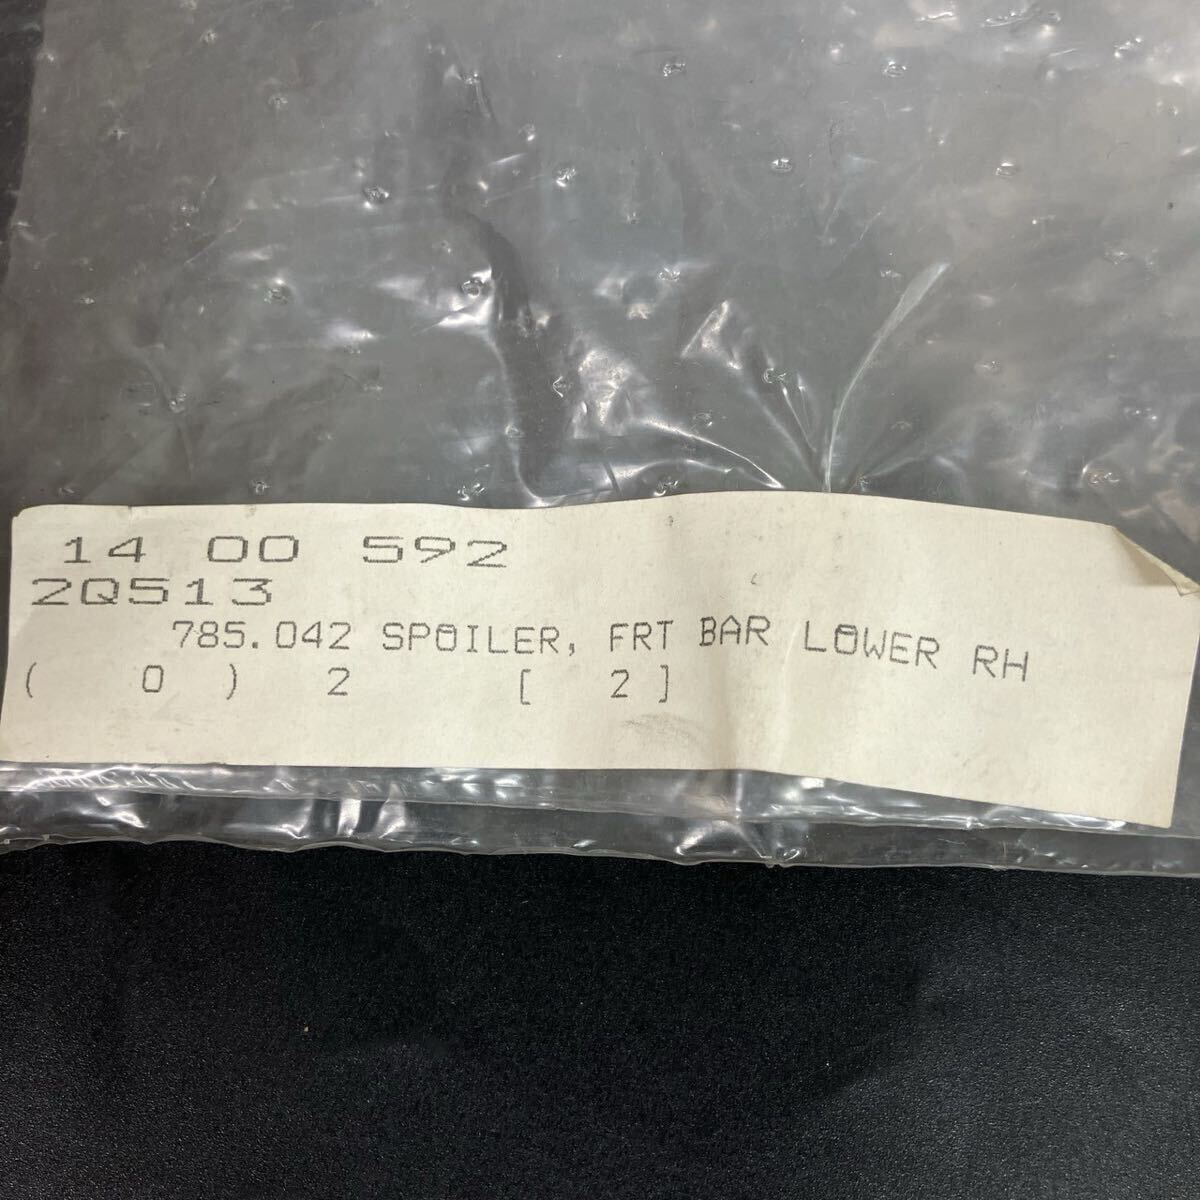 14 00 592
2Q513
785.042 SPOILER, FRT BAR LOWER RH
( 0 ) 2 [ 2 ]